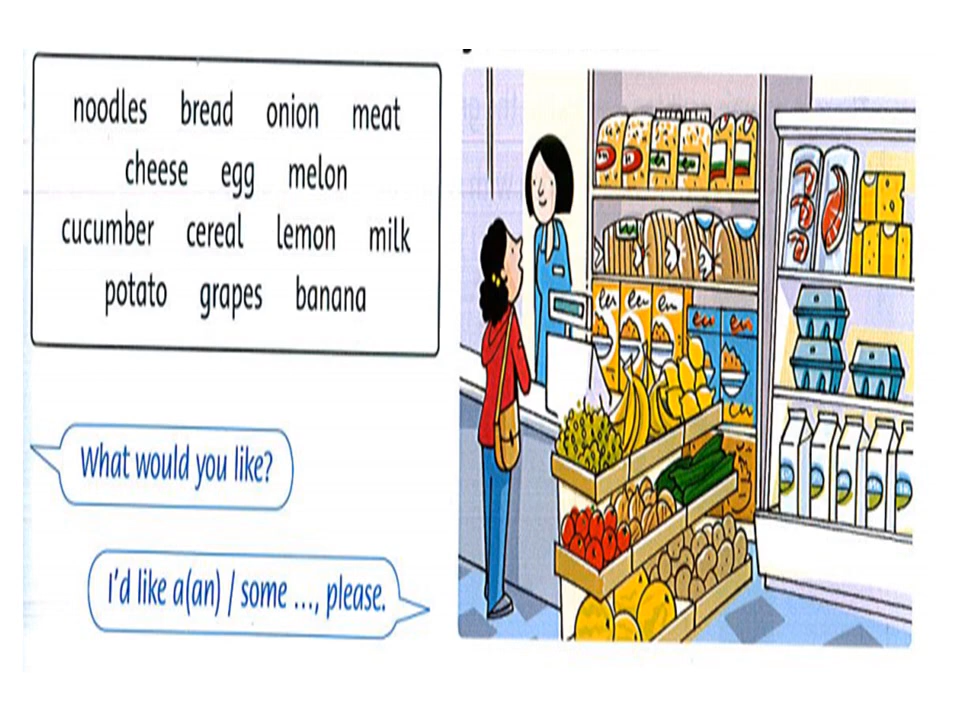 noodles bread onion meat
cheese egg melon
cucumber cereal lemon milk
potato grapes banana
What would you like?
I'd like a(an) / some ..., please.